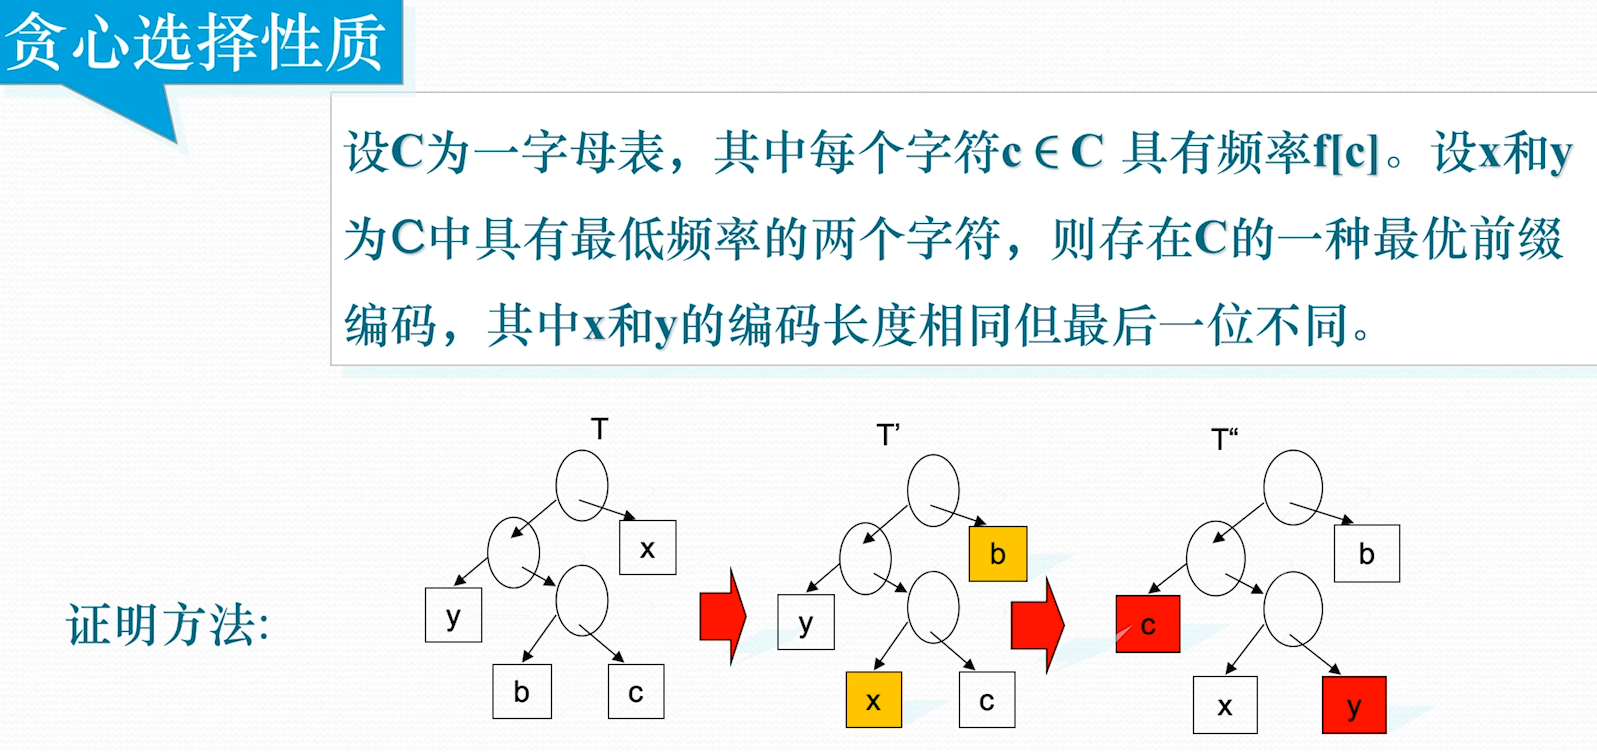 贪心选择性质
设C为一字母表，其中每个字符c∈C 具有频率f[c]。设x和y
为C中具有最低频率的两个字符，则存在C的一种最优前缀
编码，其中x和y的编码长度相同但最后一位不同。
证明方法:
T
x
y
b
c
T’
b
y
x
c
T“
b
c
x
y